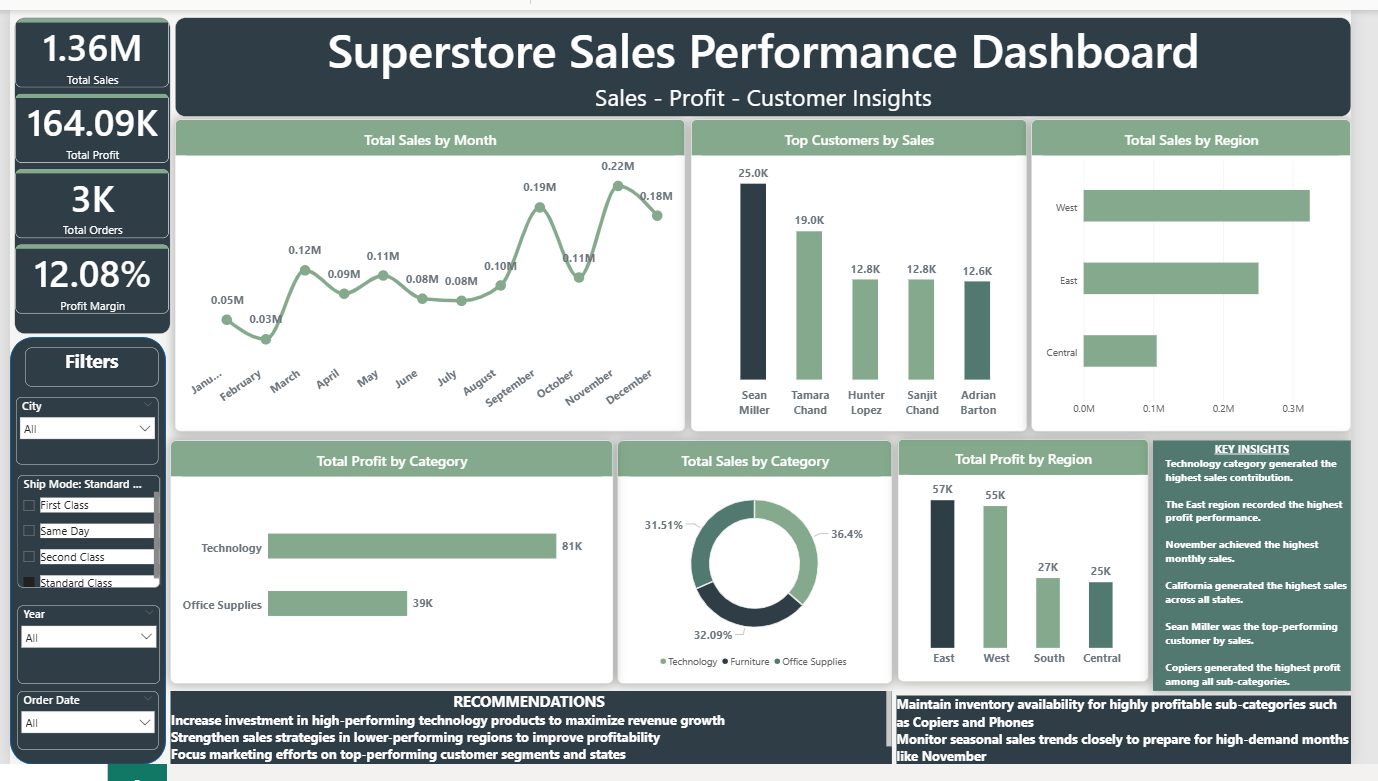 1.36M
Total Sales
164.09K
Total Profit
3K
Total Orders
12.08%
Profit Margin
Superstore Sales Performance Dashboard
Sales - Profit - Customer Insights
Total Sales by Month
0.05M
0.03M
0.12M
0.09M
0.11M
0.08M
0.08M
0.10M
0.19M
0.11M
0.22M
0.18M
Janu...
February
March
April
May
June
July
August
September
October
November
December
Top Customers by Sales
25.0K
19.0K
12.8K
12.8K
12.6K
Sean
Miller
Tamara
Chand
Hunter
Lopez
Sanjit
Chand
Adrian
Barton
Total Sales by Region
West
East
Central
0.0M
0.1M
0.2M
0.3M
Filters
City
All
Ship Mode: Standard ...
First Class
Same Day
Second Class
Standard Class
Year
All
Order Date
All
Total Profit by Category
Technology
81K
Office Supplies
39K
Total Sales by Category
31.51%
36.4%
32.09%
Technology
Furniture
Office Supplies
Total Profit by Region
57K
55K
27K
25K
East
West
South
Central
KEY INSIGHTS
Technology category generated the
highest sales contribution.
The East region recorded the highest
profit performance.
November achieved the highest
monthly sales.
California generated the highest sales
across all states.
Sean Miller was the top-performing
customer by sales.
Copiers generated the highest profit
among all sub-categories.
RECOMMENDATIONS
Increase investment in high-performing technology products to maximize revenue growth
Strengthen sales strategies in lower-performing regions to improve profitability
Focus marketing efforts on top-performing customer segments and states
Maintain inventory availability for highly profitable sub-categories such
as Copiers and Phones
Monitor seasonal sales trends closely to prepare for high-demand months
like November